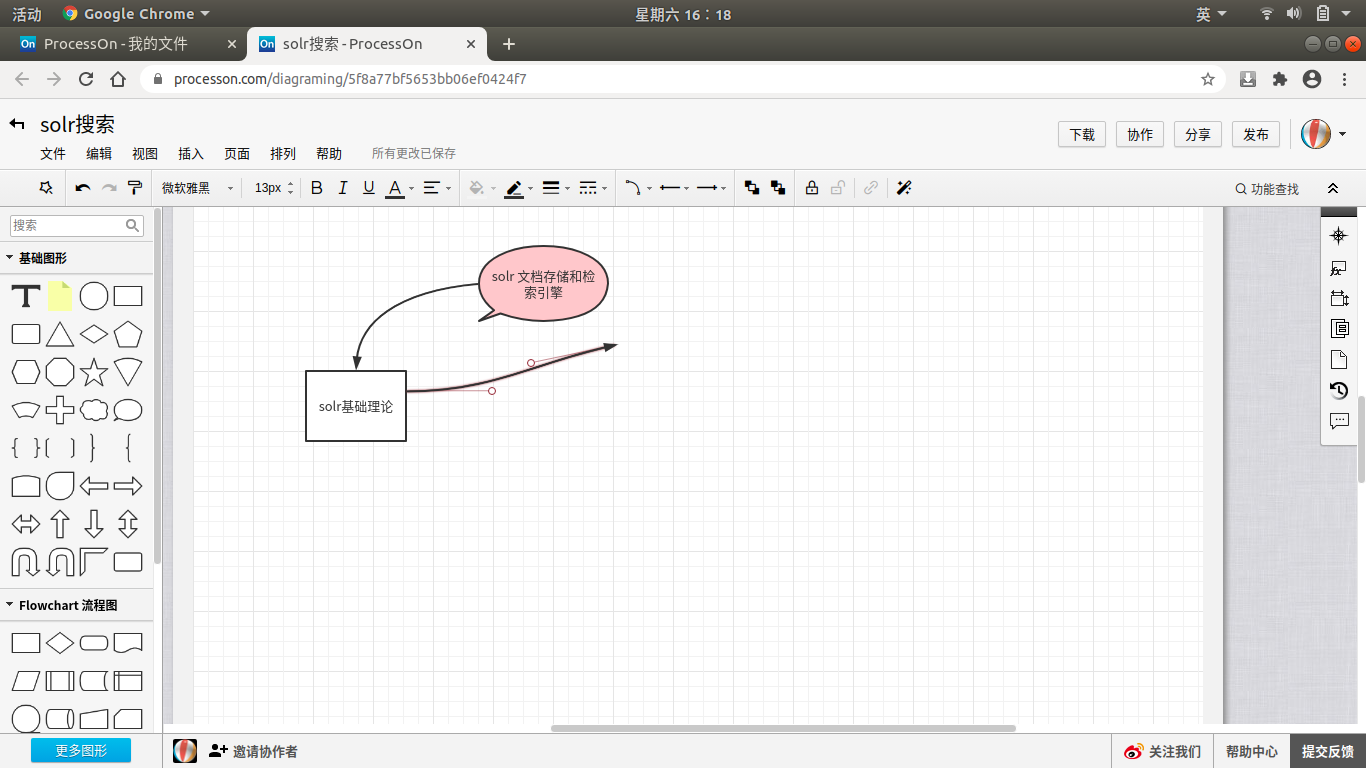 活动 Google Chrome 星期六 16：18 英
On ProcessOn - 我的文件 On solr搜索 - ProcessOn
processon.com/diagraming/5f8a77bf5653bb06ef0424f7
solr搜索
下载 协作 分享 发布
文件 编辑 视图 插入 页面 排列 帮助 所有更改已保存
微软雅黑 13px B I U A 功能查找
搜索
基础图形
T
solr 文档存储和检
索引擎
solr基础理论
fx
Flowchart 流程图
更多图形 邀请协作者 关注我们 帮助中心 提交反馈